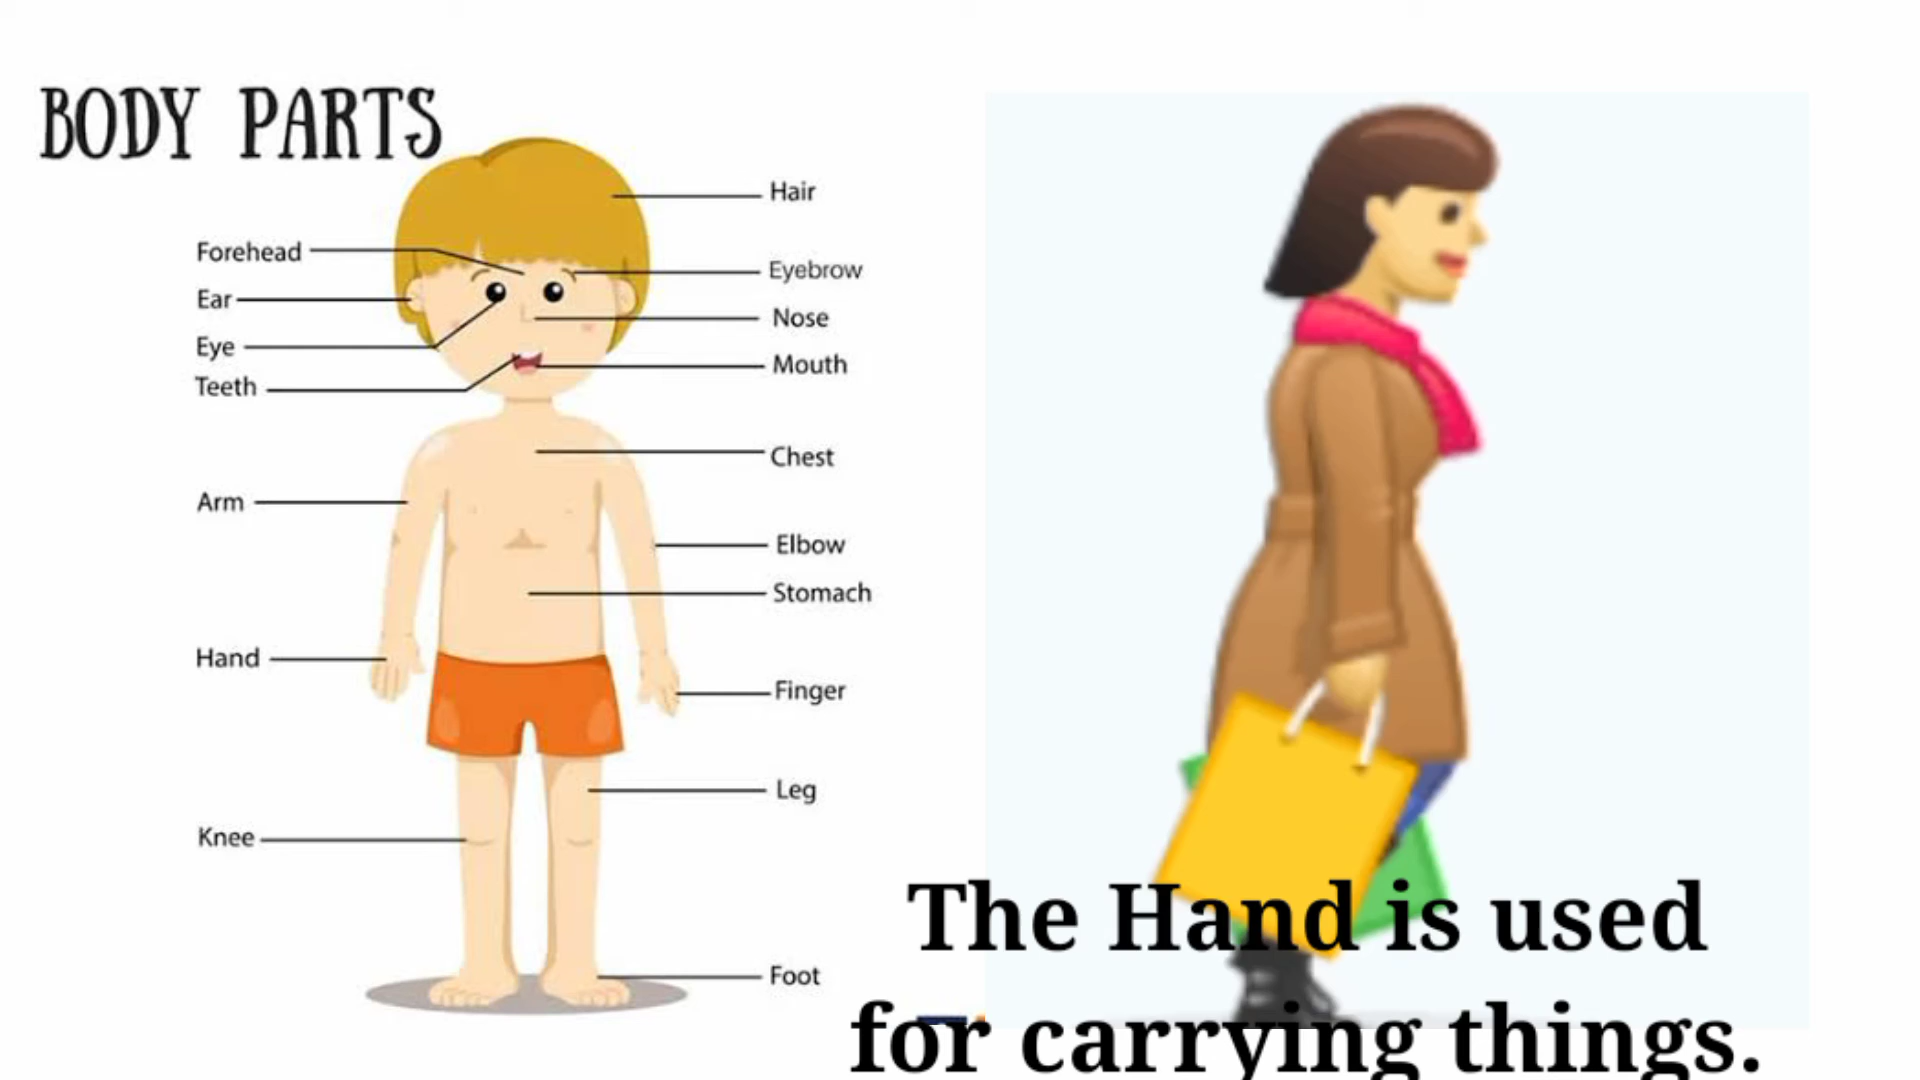 BODY PARTS
Hair
Forehead
Eyebrow
Ear
Nose
Eye
Mouth
Teeth
Chest
Arm
Elbow
Stomach
Hand
Finger
Leg
Knee
Foot
The Hand is used
for carrying things.